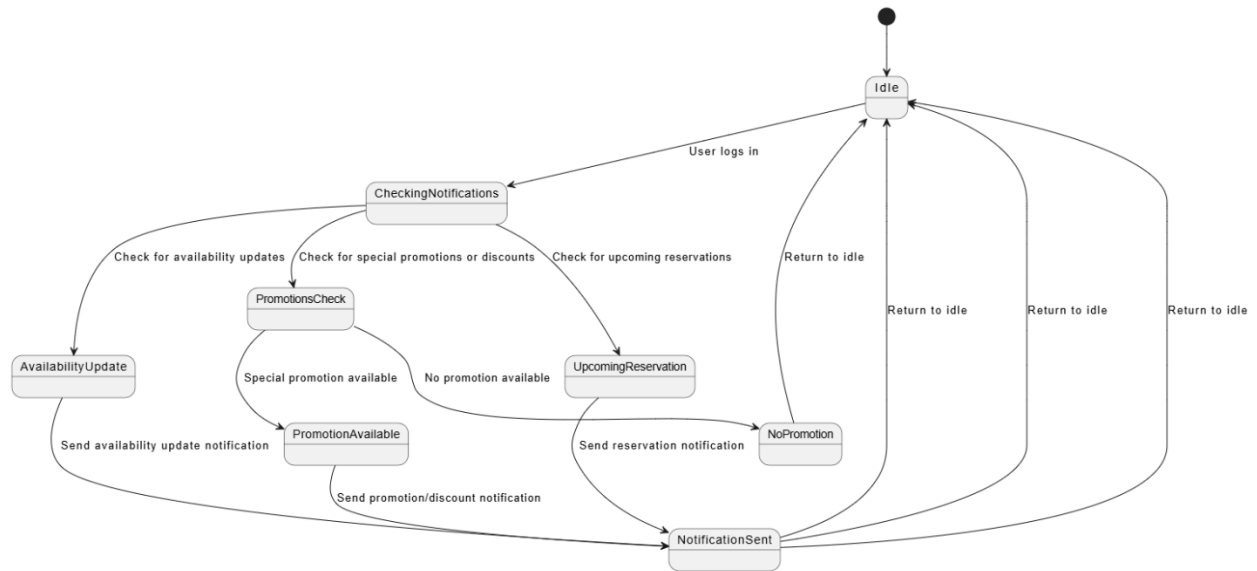 Idle
User logs in
CheckingNotifications
Check for availability updates
Check for special promotions or discounts
Check for upcoming reservations
Return to idle
PromotionsCheck
Return to idle
Return to idle
Return to idle
AvailabilityUpdate
Special promotion available
No promotion available
UpcomingReservation
Send availability update notification
PromotionAvailable
Send reservation notification
NoPromotion
Send promotion/discount notification
NotificationSent